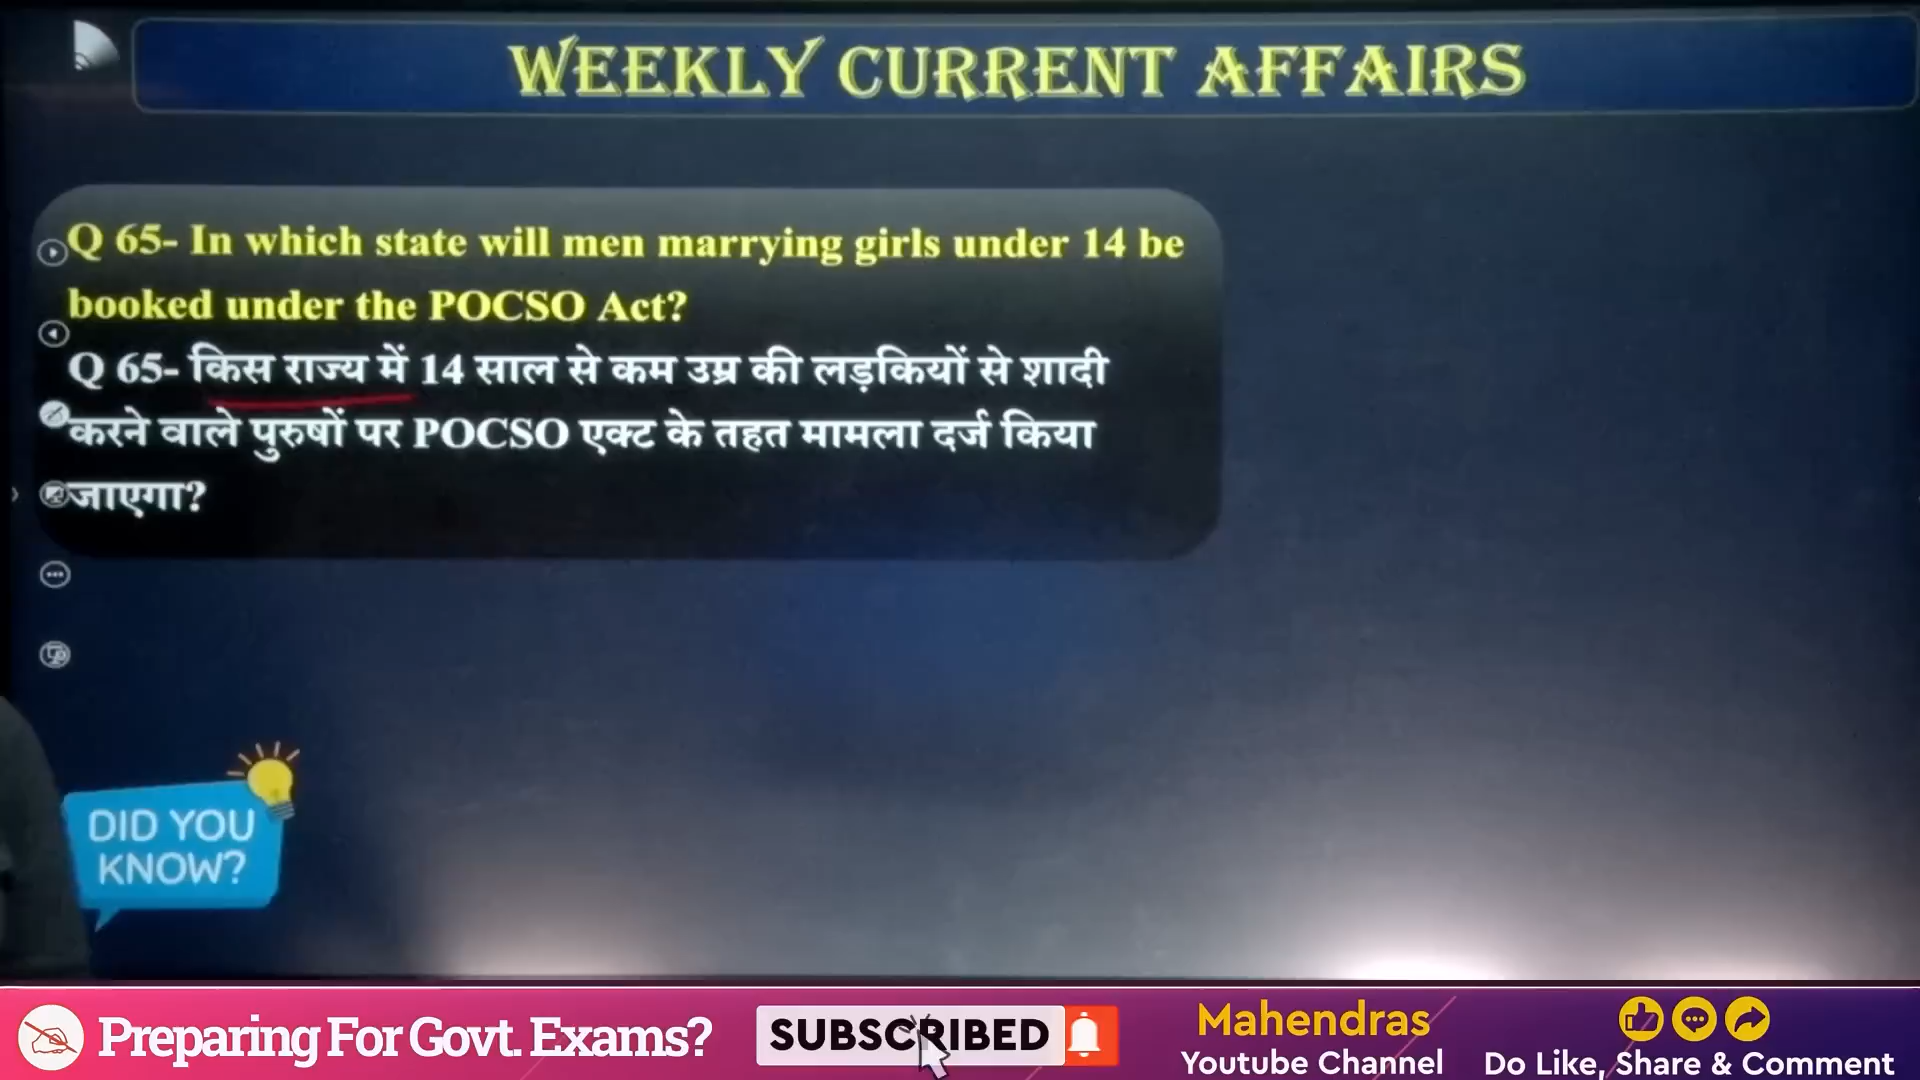 WEEKLY CURRENT AFFAIRS
Q 65- In which state will men marrying girls under 14 be
booked under the POCSO Act?
Q 65- किस राज्य में 14 साल से कम उम्र की लड़कियों से शादी
करने वाले पुरुषों पर POCSO एक्ट के तहत मामला दर्ज किया
जाएगा?
DID YOU
KNOW?
Preparing For Govt. Exams?
SUBSCRIBED
Mahendras
Youtube Channel
Do Like, Share & Comment